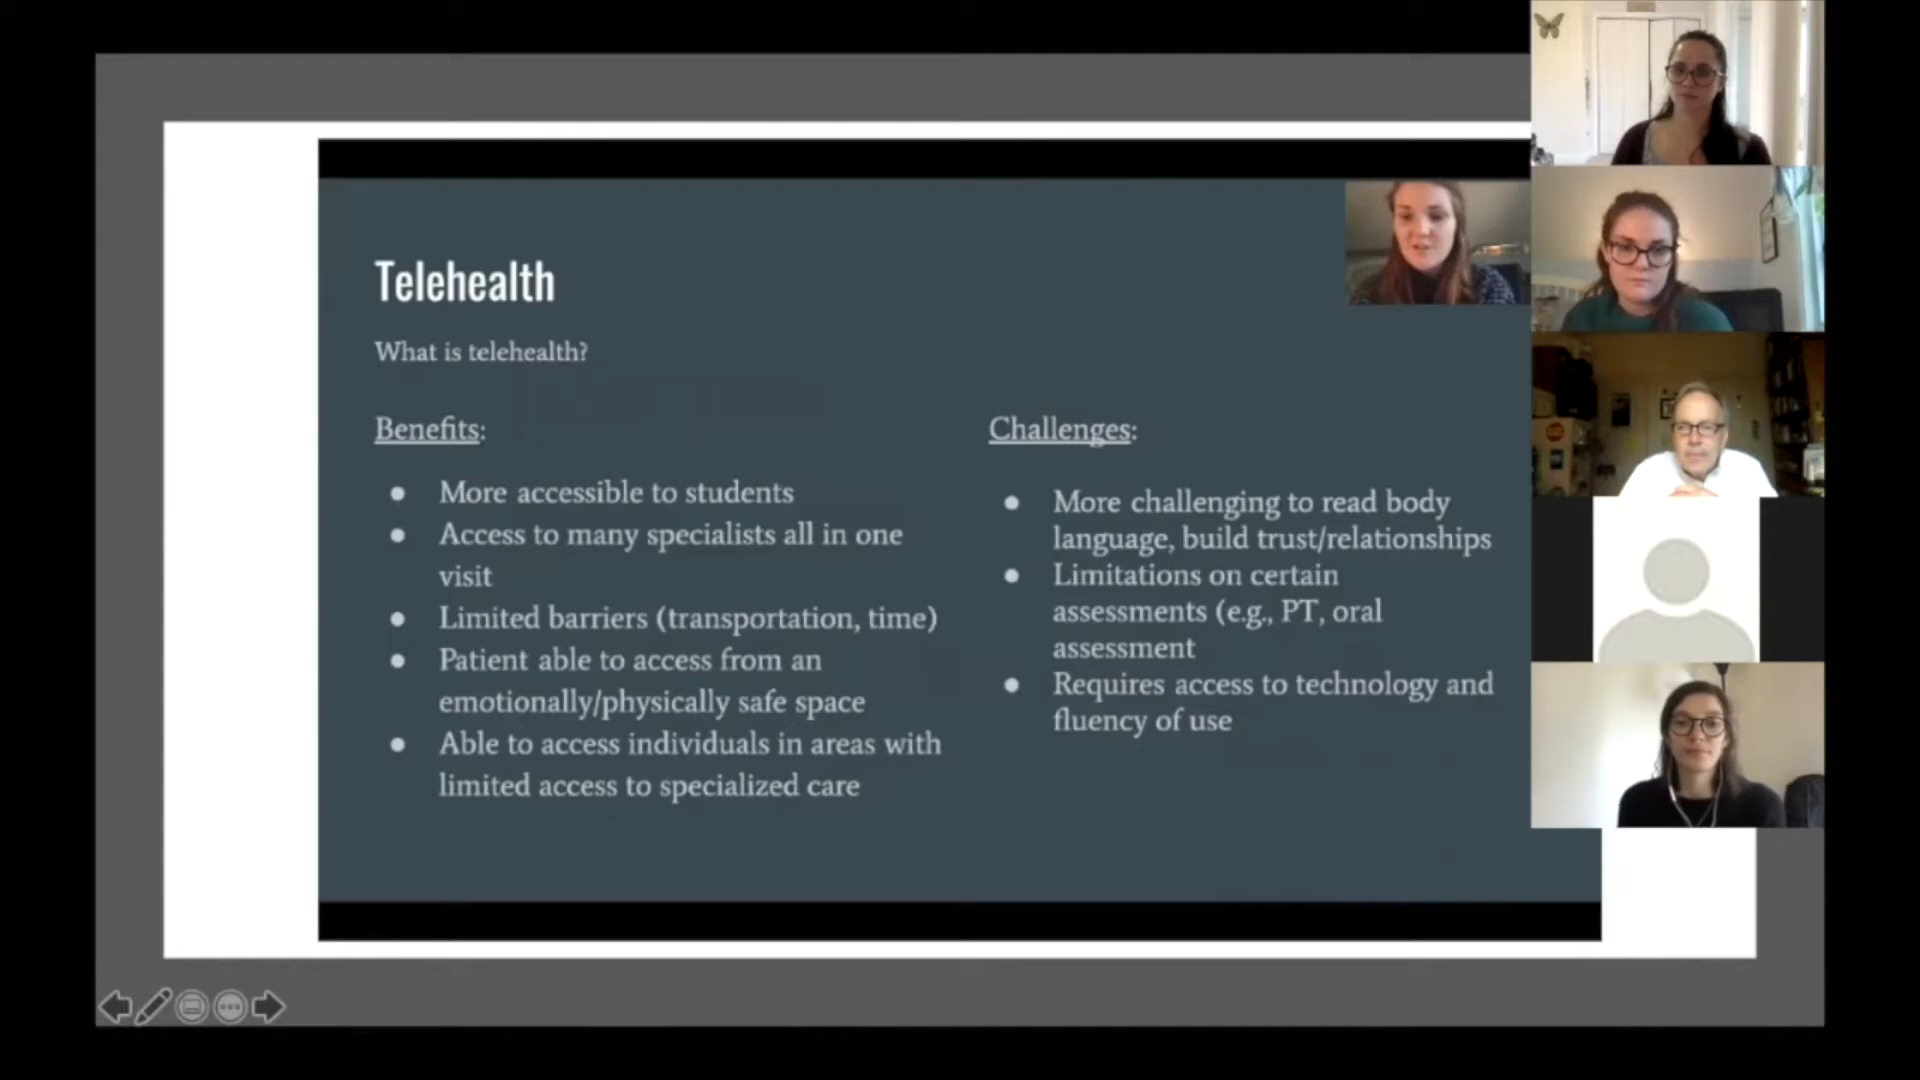 Telehealth
What is telehealth?
Benefits:
● More accessible to students
● Access to many specialists all in one
visit
● Limited barriers (transportation, time)
● Patient able to access from an
emotionally/physically safe space
● Able to access individuals in areas with
limited access to specialized care
Challenges:
● More challenging to read body
language, build trust/relationships
● Limitations on certain
assessments (e.g., PT, oral
assessment
● Requires access to technology and
fluency of use